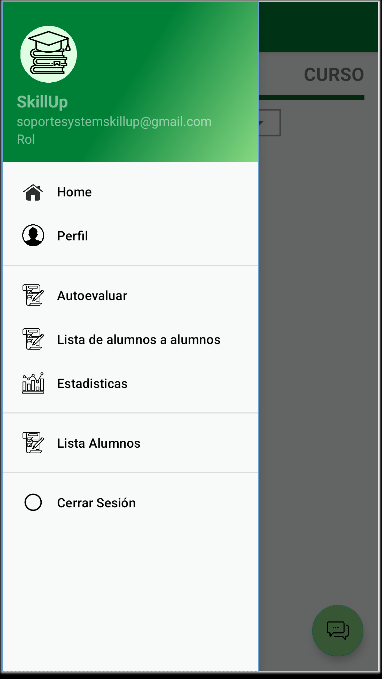 CURSO
SkillUp
soportesystemskillup@gmail.com
Rol
Home
Perfil
Autoevaluar
Lista de alumnos a alumnos
Estadisticas
Lista Alumnos
Cerrar Sesión